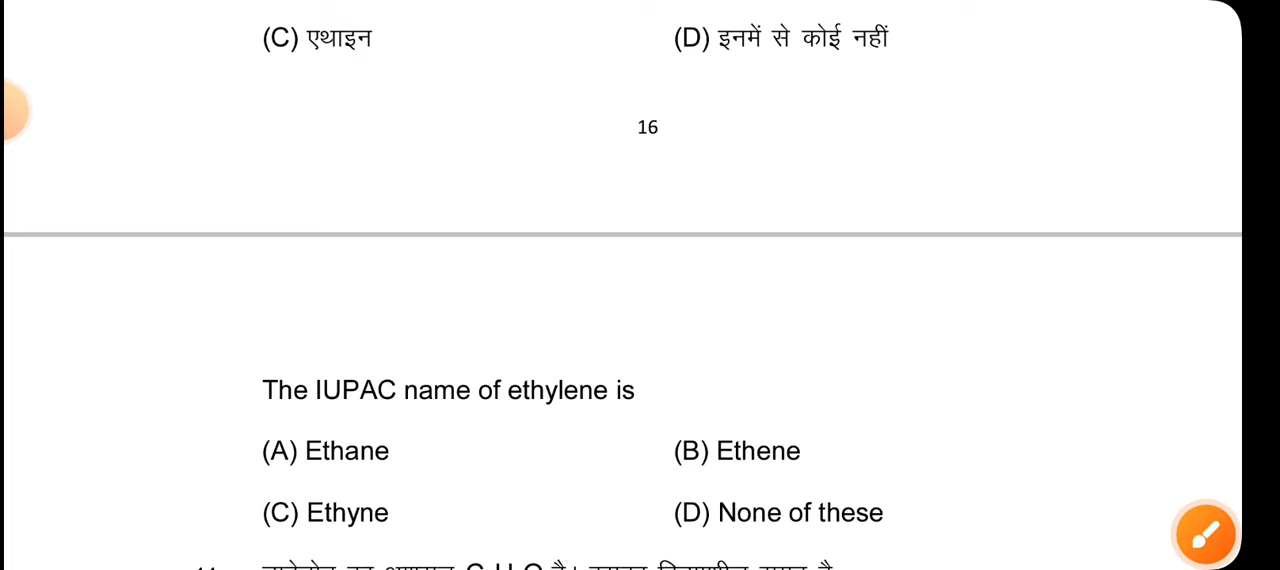 (C) एथाइन (D) इनमें से कोई नहीं
16
The IUPAC name of ethylene is
(A) Ethane (B) Ethene
(C) Ethyne (D) None of these